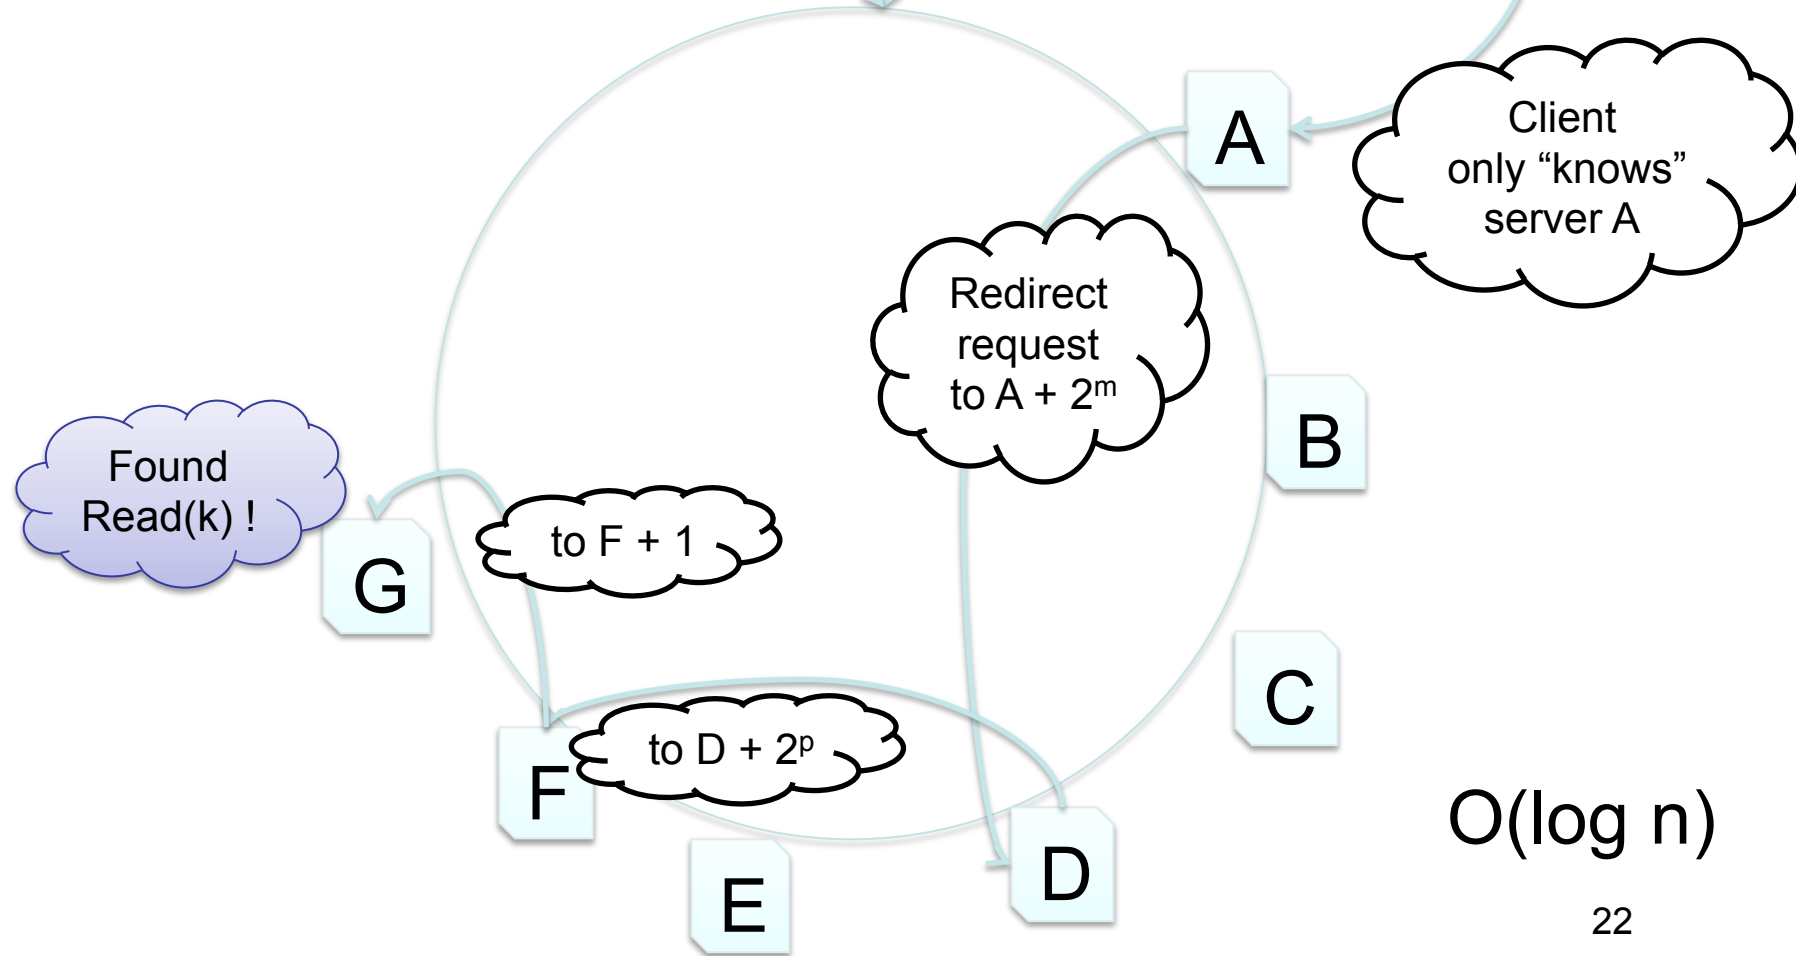 A
Client
only “knows”
server A
Redirect
request
to A + 2ᵐ
B
Found
Read(k) !
to F + 1
G
C
to D + 2ᵖ
F
O(log n)
D
E
22